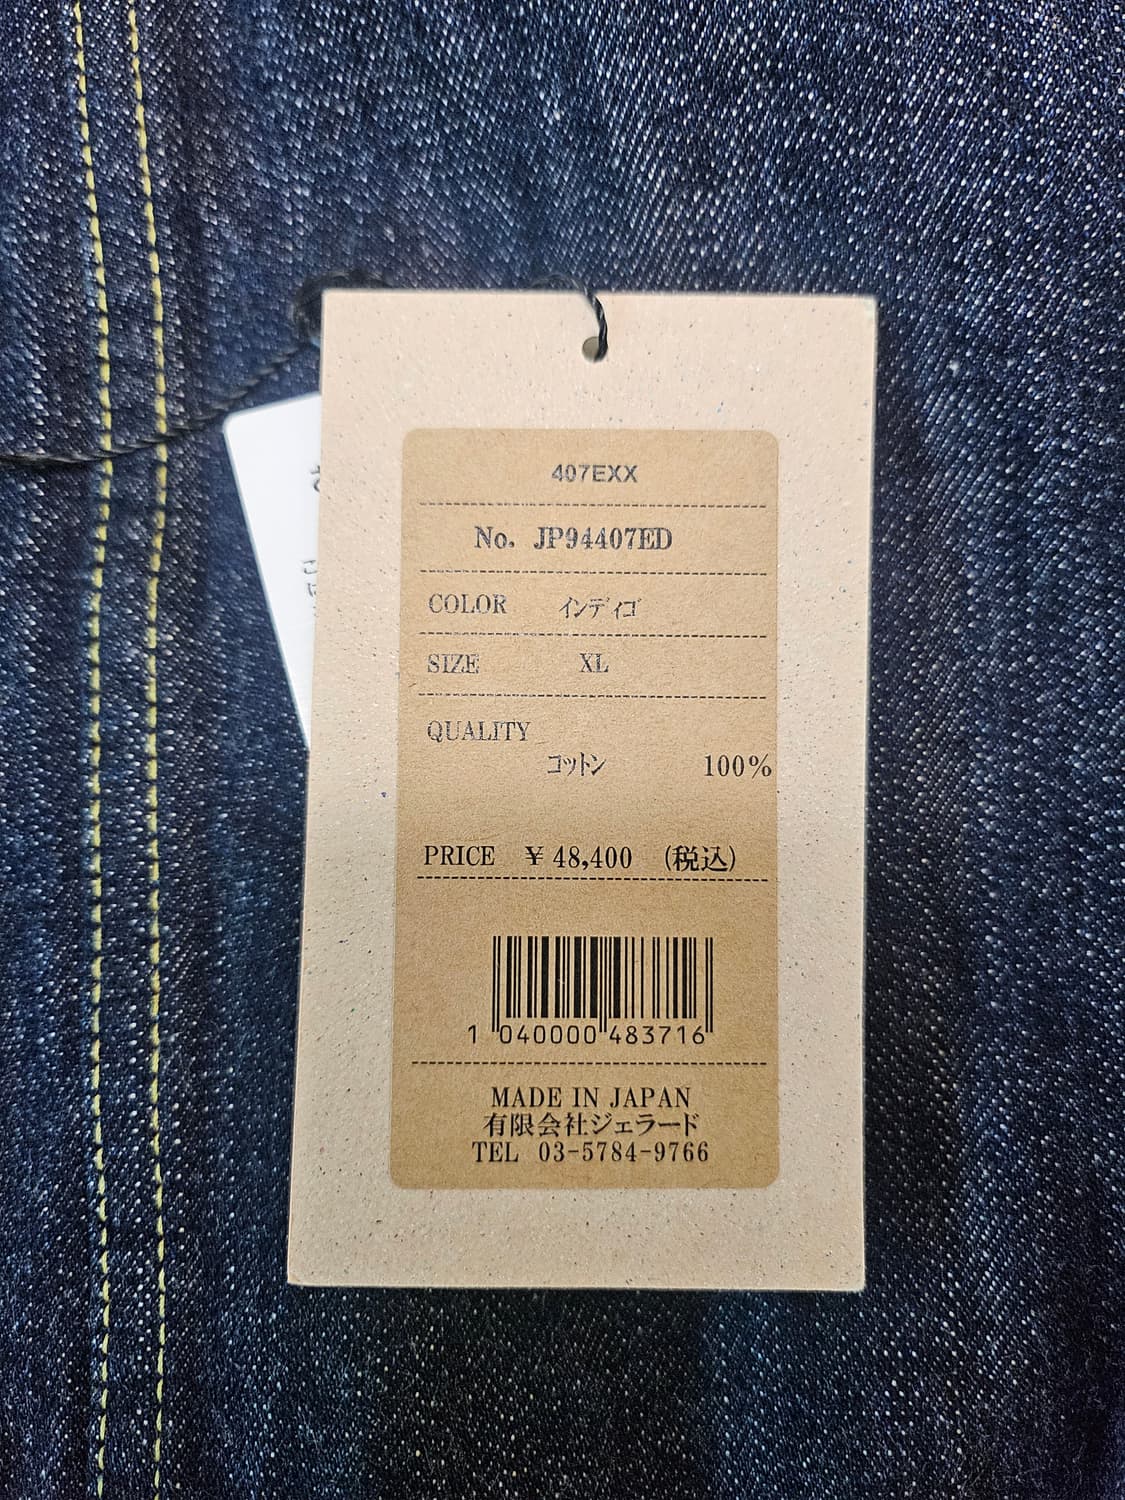 407EXX
No. JP94407ED
COLOR インディゴ
SIZE XL
QUALITY
コットン 100%
PRICE ¥48,400 (税込)
1 040000 483716
MADE IN JAPAN
有限会社ジェラード
TEL 03-5784-9766